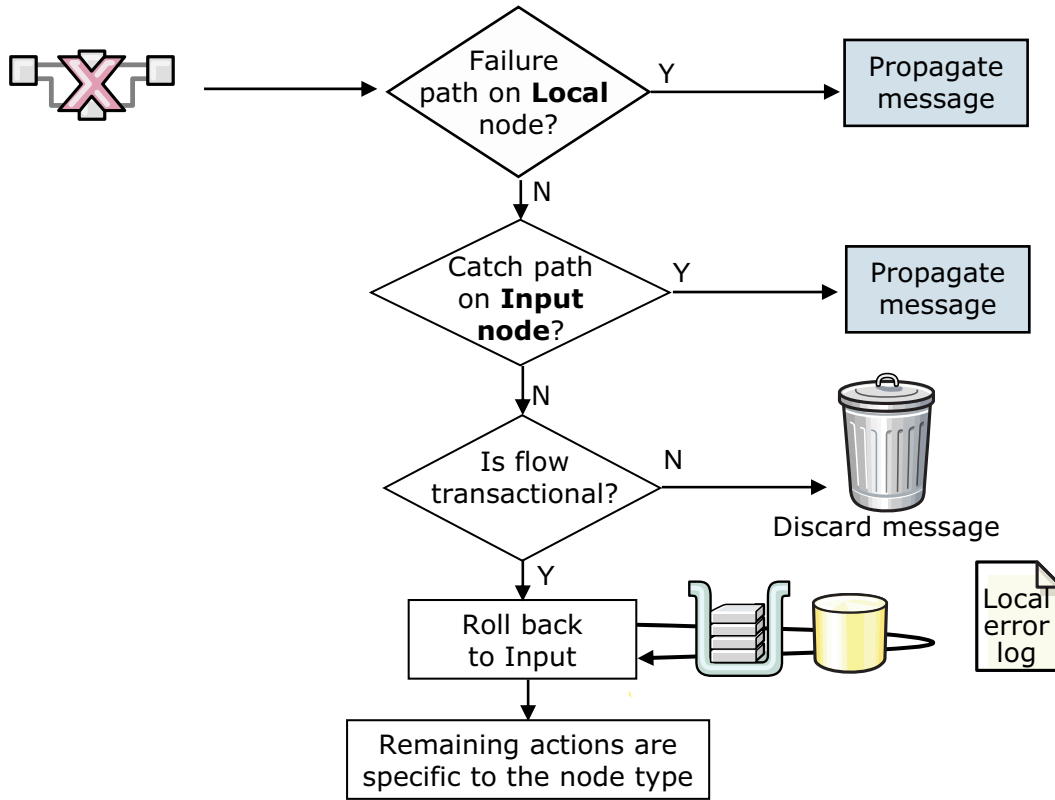 Failure
path on Local
node?
Y
Propagate
message
N
Catch path
on Input
node?
Y
Propagate
message
N
Is flow
transactional?
N
Discard message
Y
Roll back
to Input
Local
error
log
Remaining actions are
specific to the node type